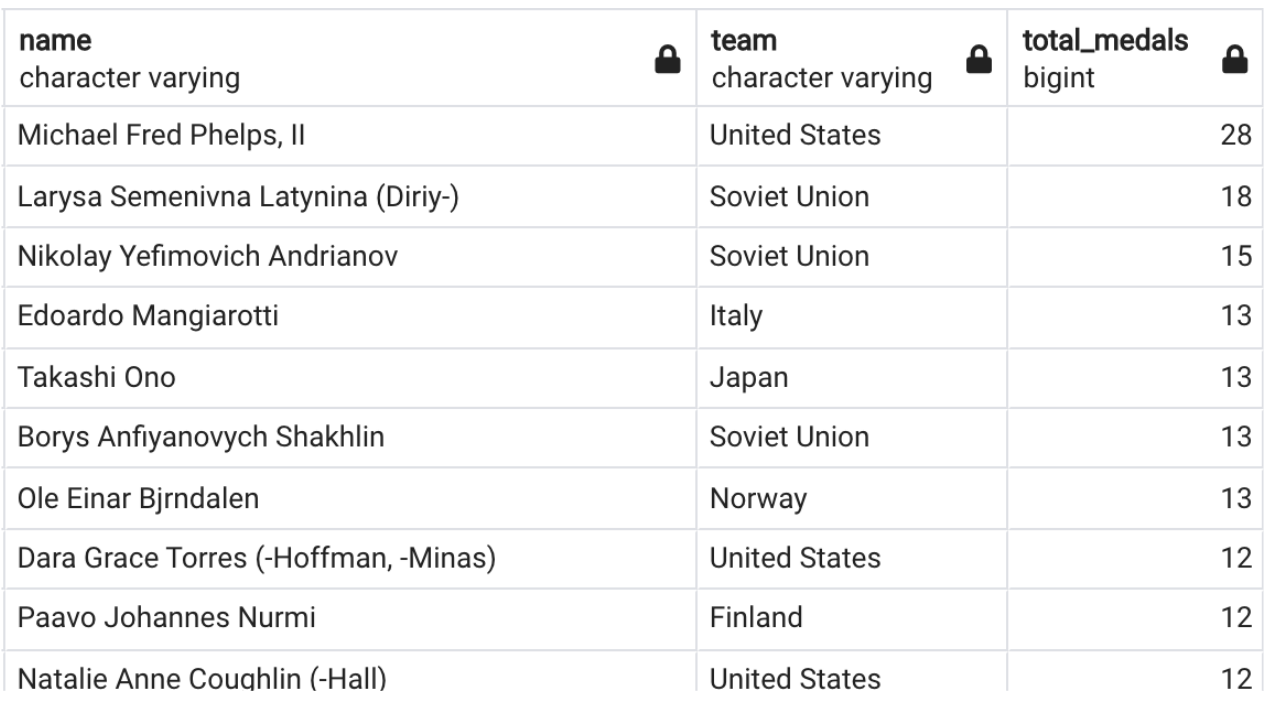 name team total_medals
character varying character varying bigint
Michael Fred Phelps, II United States 28
Larysa Semenivna Latynina (Diriy-) Soviet Union 18
Nikolay Yefimovich Andrianov Soviet Union 15
Edoardo Mangiarotti Italy 13
Takashi Ono Japan 13
Borys Anfiyanovych Shakhlin Soviet Union 13
Ole Einar Bjrndalen Norway 13
Dara Grace Torres (-Hoffman, -Minas) United States 12
Paavo Johannes Nurmi Finland 12
Natalie Anne Coughlin (-Hall) United States 12